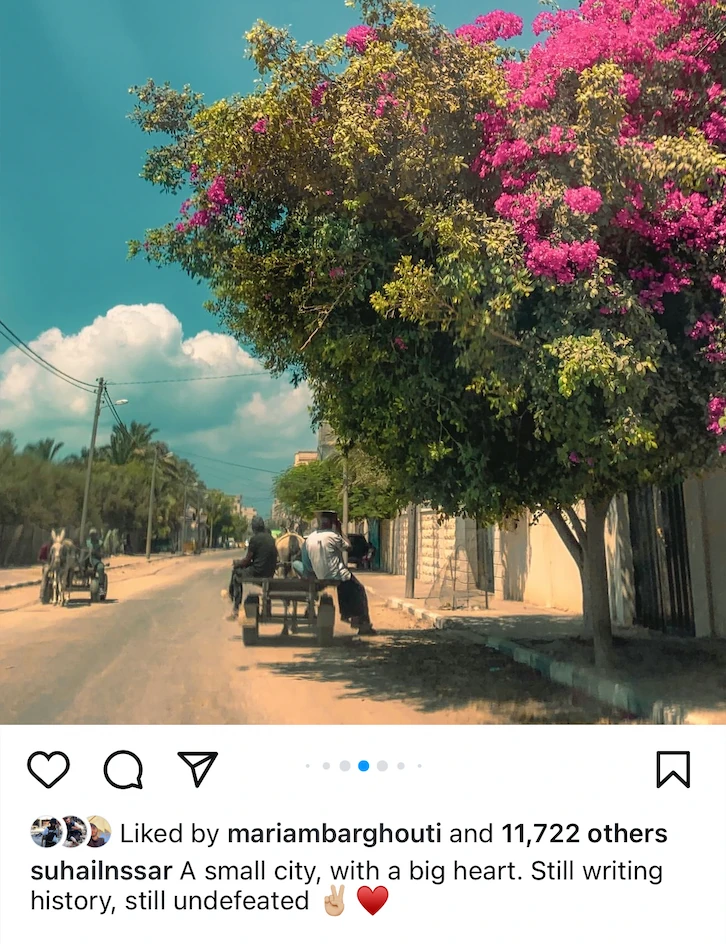 Liked by mariambarghouti and 11,722 others
suhailnssar A small city, with a big heart. Still writing
history, still undefeated ✌🏼 ❤️